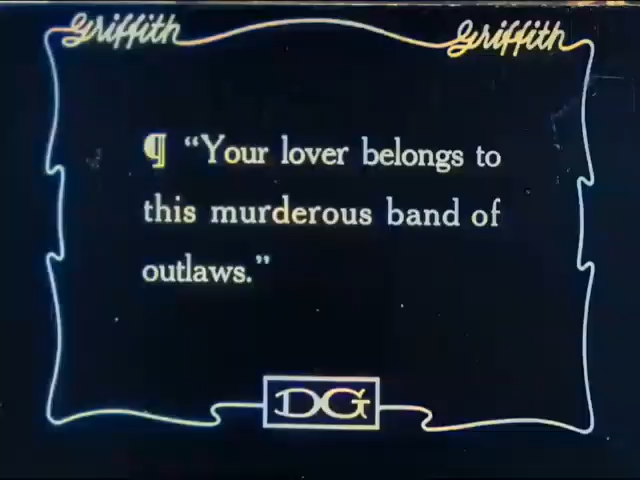 Griffith Griffith
¶ “Your lover belongs to
this murderous band of
outlaws.”
DG